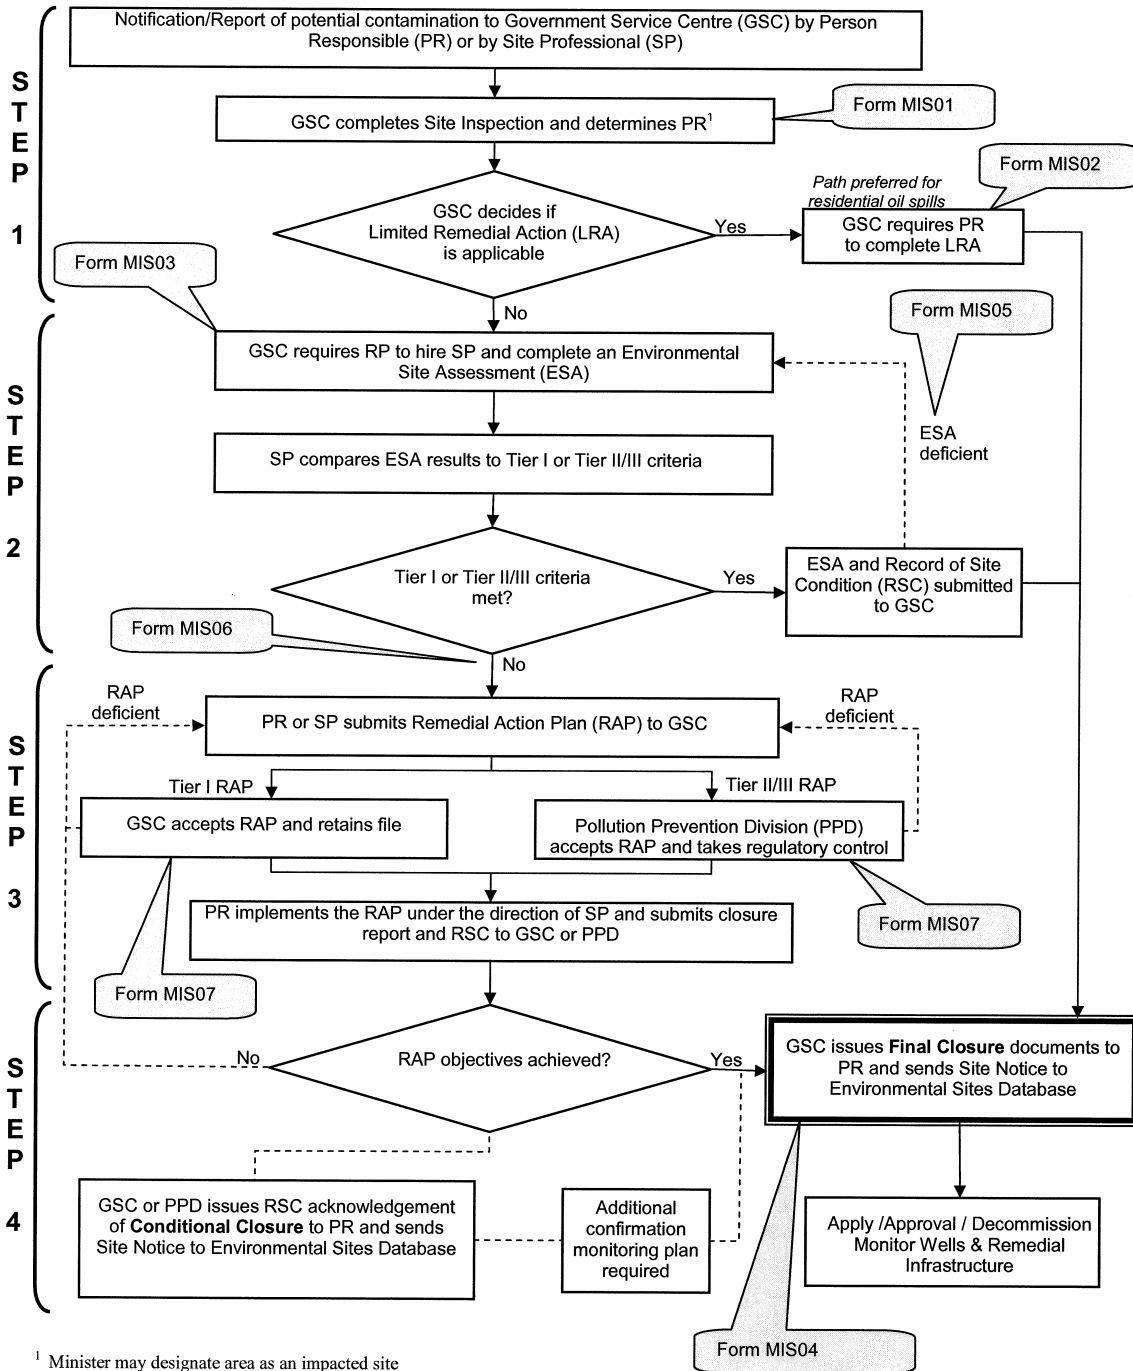 Notification/Report of potential contamination to Government Service Centre (GSC) by Person
Responsible (PR) or by Site Professional (SP)
STEP 1
GSC completes Site Inspection and determines PR1
Form MIS01
Form MIS02
GSC decides if
Limited Remedial Action (LRA)
is applicable
Yes
Path preferred for
residential oil spills
GSC requires PR
to complete LRA
Form MIS03
No
STEP 2
GSC requires RP to hire SP and complete an Environmental
Site Assessment (ESA)
Form MIS05
ESA
deficient
SP compares ESA results to Tier I or Tier II/III criteria
Tier I or Tier II/III criteria
met?
Yes
ESA and Record of Site
Condition (RSC) submitted
to GSC
Form MIS06
No
STEP 3
RAP
deficient
PR or SP submits Remedial Action Plan (RAP) to GSC
RAP
deficient
Tier I RAP
Tier II/III RAP
GSC accepts RAP and retains file
Pollution Prevention Division (PPD)
accepts RAP and takes regulatory control
PR implements the RAP under the direction of SP and submits closure
report and RSC to GSC or PPD
Form MIS07
Form MIS07
STEP 4
No
RAP objectives achieved?
Yes
GSC issues Final Closure documents to
PR and sends Site Notice to
Environmental Sites Database
GSC or PPD issues RSC acknowledgement
of Conditional Closure to PR and sends
Site Notice to Environmental Sites Database
Additional
confirmation
monitoring plan
required
Apply /Approval / Decommission
Monitor Wells & Remedial
Infrastructure
Form MIS04
1 Minister may designate area as an impacted site